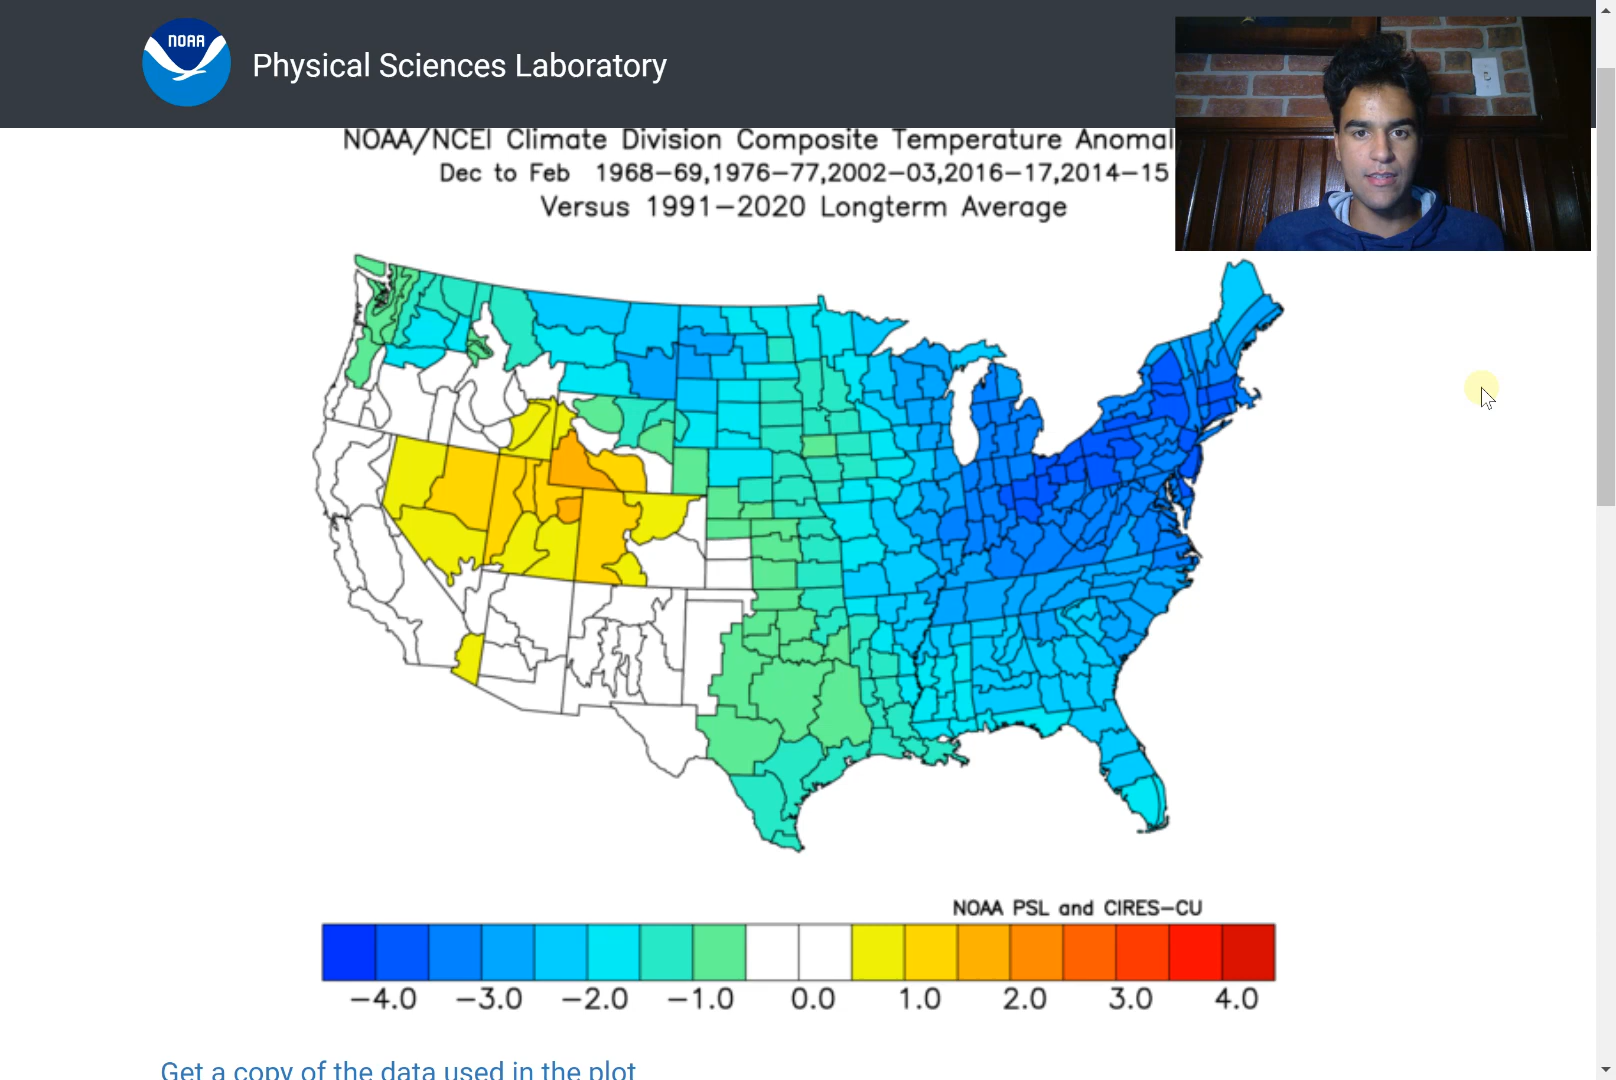 NOAA
Physical Sciences Laboratory
NOAA/NCEI Climate Division Composite Temperature Anomal
Dec to Feb 1968-69,1976-77,2002-03,2016-17,2014-15
Versus 1991-2020 Longterm Average
NOAA PSL and CIRES-CU
-4.0 -3.0 -2.0 -1.0 0.0 1.0 2.0 3.0 4.0
Get a copy of the data used in the plot